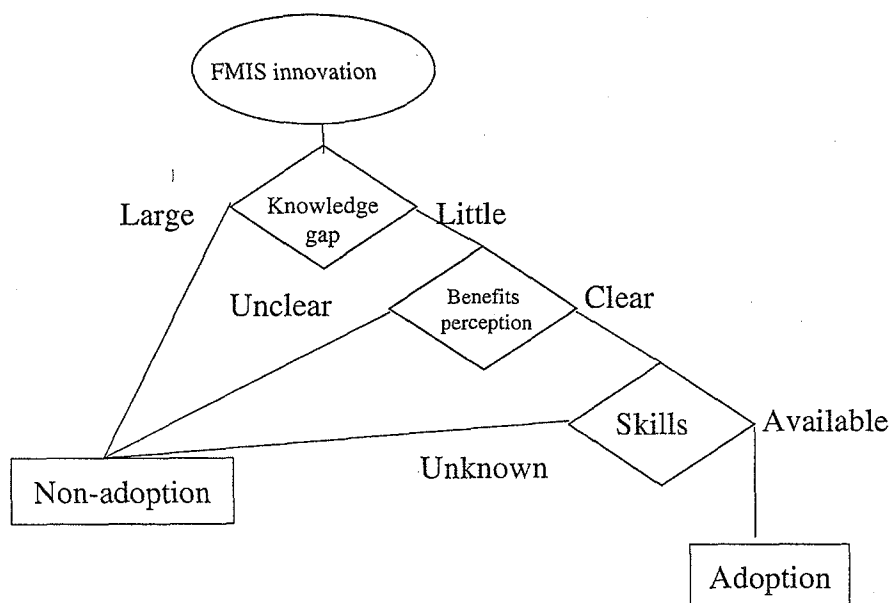 FMIS innovation
Large
Knowledge
gap
Little
Unclear
Benefits
perception
Clear
Skills
Available
Unknown
Non-adoption
Adoption